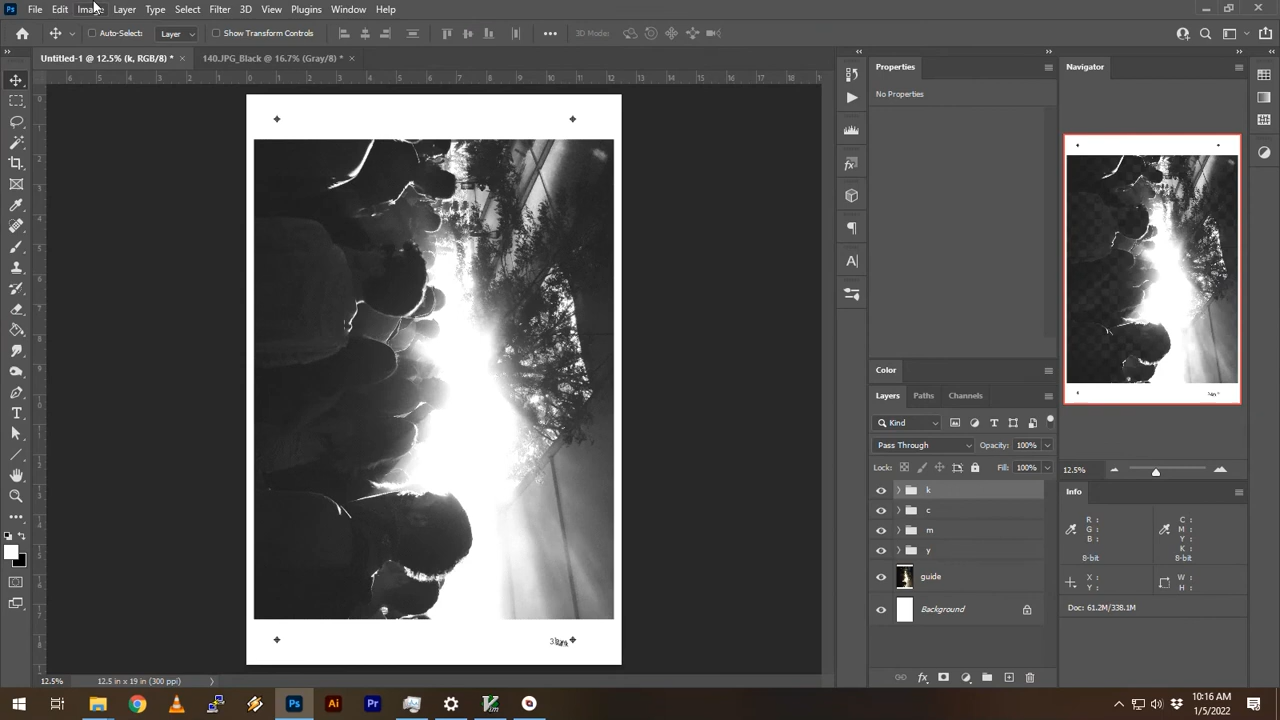 Ps File Edit Image Layer Type Select Filter 3D View Plugins Window Help
Auto-Select: Layer Show Transform Controls 3D Mode:
Untitled-1 @ 12.5% (k, RGB/8) * × 140.JPG_Black @ 16.7% (Gray/8) * ×
Properties
No Properties
Navigator
12.5%
Color
Layers Paths Channels
Kind
Pass Through Opacity: 100%
Lock: Fill: 100%
k
c
m
y
guide
Background
Info
R : C :
G : M :
B : Y :
K :
8-bit 8-bit
X : W :
Y : H :
Doc: 61.2M/338.1M
12.5% 12.5 in x 19 in (300 ppi)
Ps Ai Pr
10:16 AM
1/5/2022